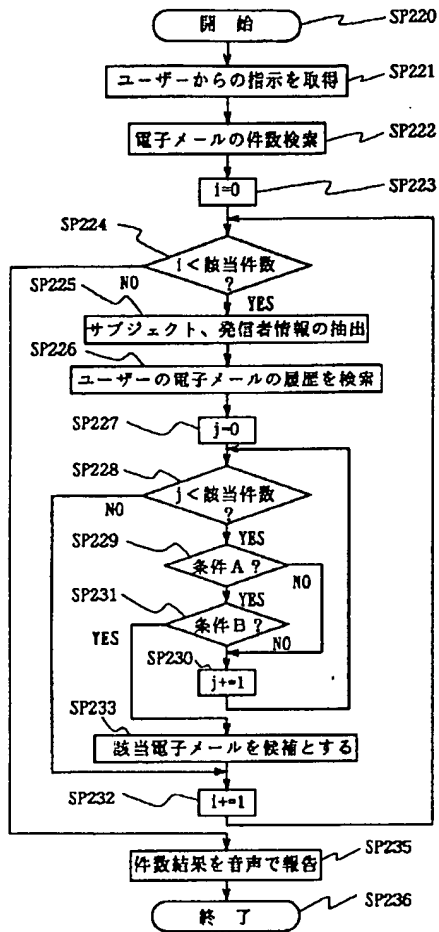 開 始
SP220
ユーザーからの指示を取得
SP221
電子メールの件数検索
SP222
i=0
SP223
SP224
i<該当件数
?
NO
YES
SP225
サブジェクト、発信者情報の抽出
SP226
ユーザーの電子メールの履歴を検索
SP227
j=0
SP228
j<該当件数
?
NO
YES
SP229
条件A?
NO
YES
SP231
条件B?
YES
NO
SP230
j+=1
SP233
該当電子メールを候補とする
SP232
i+=1
件数結果を音声で報告
SP235
終 了
SP236